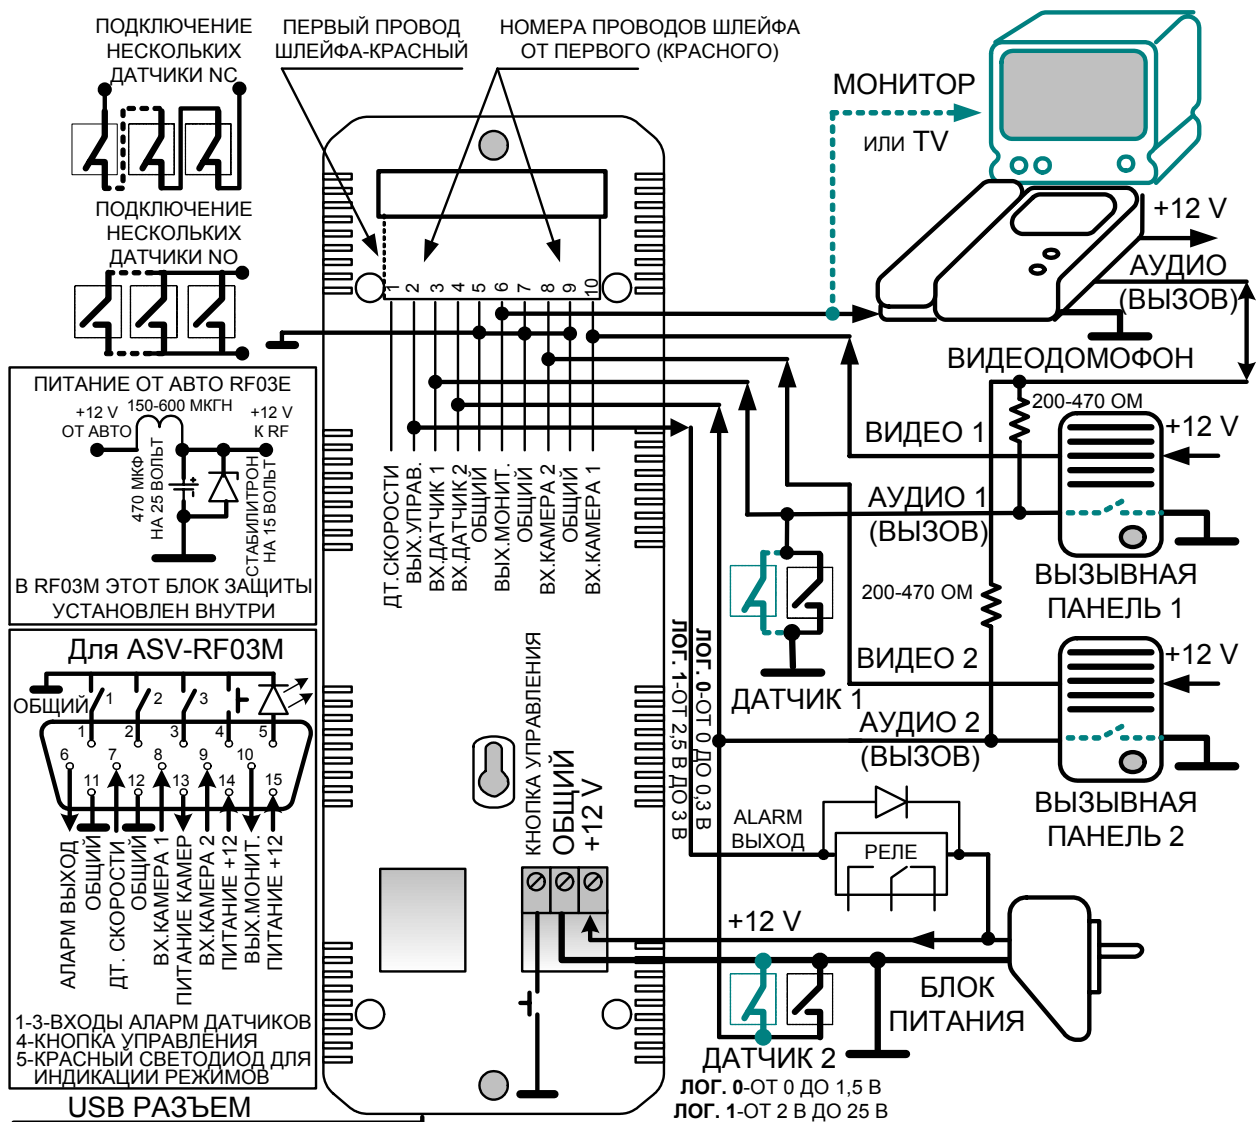 ПОДКЛЮЧЕНИЕ
НЕСКОЛЬКИХ
ДАТЧИКИ NC
ПЕРВЫЙ ПРОВОД
ШЛЕЙФА-КРАСНЫЙ
НОМЕРА ПРОВОДОВ ШЛЕЙФА
ОТ ПЕРВОГО (КРАСНОГО)
МОНИТОР
ИЛИ TV
+12 V
АУДИО
(ВЫЗОВ)
ВИДЕОДОМОФОН
ПОДКЛЮЧЕНИЕ
НЕСКОЛЬКИХ
ДАТЧИКИ NO
1 2 3 4 5 6 7 8 9 10
ДТ.СКОРОСТИ
ВЫХ.УПРАВ.
ВХ.ДАТЧИК 1
ВХ.ДАТЧИК.2
ОБЩИЙ
ВЫХ.МОНИТ.
ОБЩИЙ
ВХ.КАМЕРА 2
ОБЩИЙ
ВХ.КАМЕРА 1
ПИТАНИЕ ОТ АВТО RF03E
+12 V
ОТ АВТО
150-600 МКГН
+12 V
К RF
470 МКФ
НА 25 ВОЛЬТ
СТАБИЛИТРОН
НА 15 ВОЛЬТ
В RF03M ЭТОТ БЛОК ЗАЩИТЫ
УСТАНОВЛЕН ВНУТРИ
200-470 ОМ
ВИДЕО 1
+12 V
АУДИО 1
(ВЫЗОВ)
ВЫЗЫВНАЯ
ПАНЕЛЬ 1
200-470 ОМ
ДАТЧИК 1
ВИДЕО 2
+12 V
АУДИО 2
(ВЫЗОВ)
ВЫЗЫВНАЯ
ПАНЕЛЬ 2
ЛОГ. 0-ОТ 0 ДО 0,3 В
ЛОГ. 1-ОТ 2,5 В ДО 3 В
Для ASV-RF03M
ОБЩИЙ
1 2 3
1 2 3 4 5
6 7 8 9 10
11 12 13 14 15
АЛАРМ ВЫХОД
ОБЩИЙ
ДТ. СКОРОСТИ
ОБЩИЙ
ВХ.КАМЕРА 1
ПИТАНИЕ КАМЕР
ВХ.КАМЕРА 2
ПИТАНИЕ +12
ВЫХ.МОНИТ.
ПИТАНИЕ +12
1-3-ВХОДЫ АЛАРМ ДАТЧИКОВ
4-КНОПКА УПРАВЛЕНИЯ
5-КРАСНЫЙ СВЕТОДИОД ДЛЯ
ИНДИКАЦИИ РЕЖИМОВ
USB РАЗЪЕМ
КНОПКА УПРАВЛЕНИЯ
ОБЩИЙ
+12 V
ALARM
ВЫХОД
РЕЛЕ
+12 V
БЛОК
ПИТАНИЯ
ДАТЧИК 2
ЛОГ. 0-ОТ 0 ДО 1,5 В
ЛОГ. 1-ОТ 2 В ДО 25 В